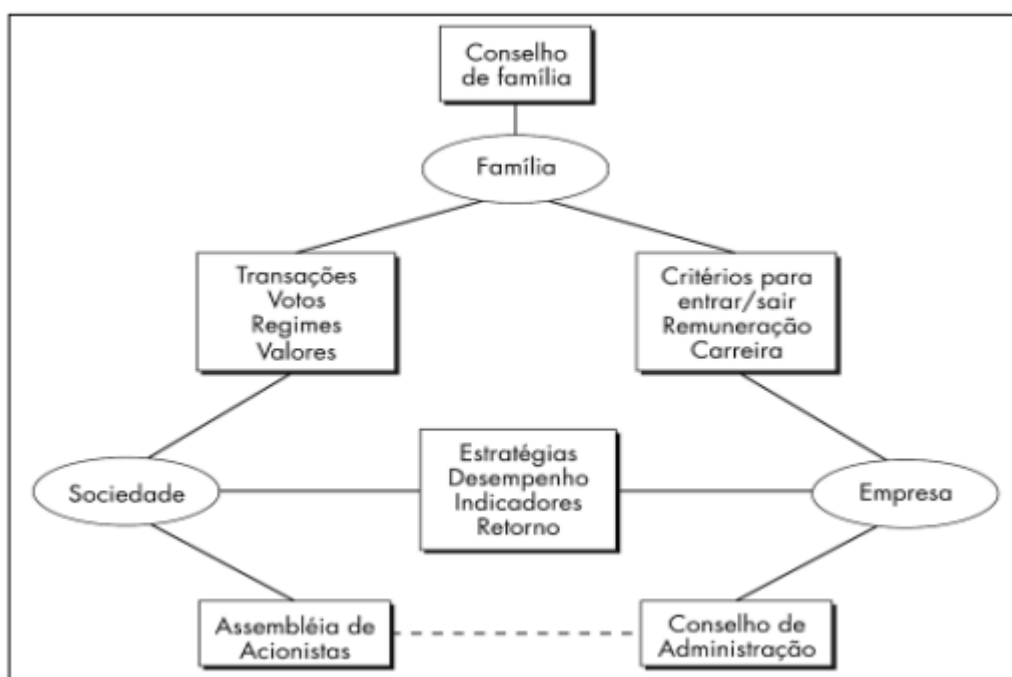 Conselho
de família
Família
Transações
Votos
Regimes
Valores
Critérios para
entrar/sair
Remuneração
Carreira
Sociedade
Estratégias
Desempenho
Indicadores
Retorno
Empresa
Assembléia de
Acionistas
Conselho de
Administração